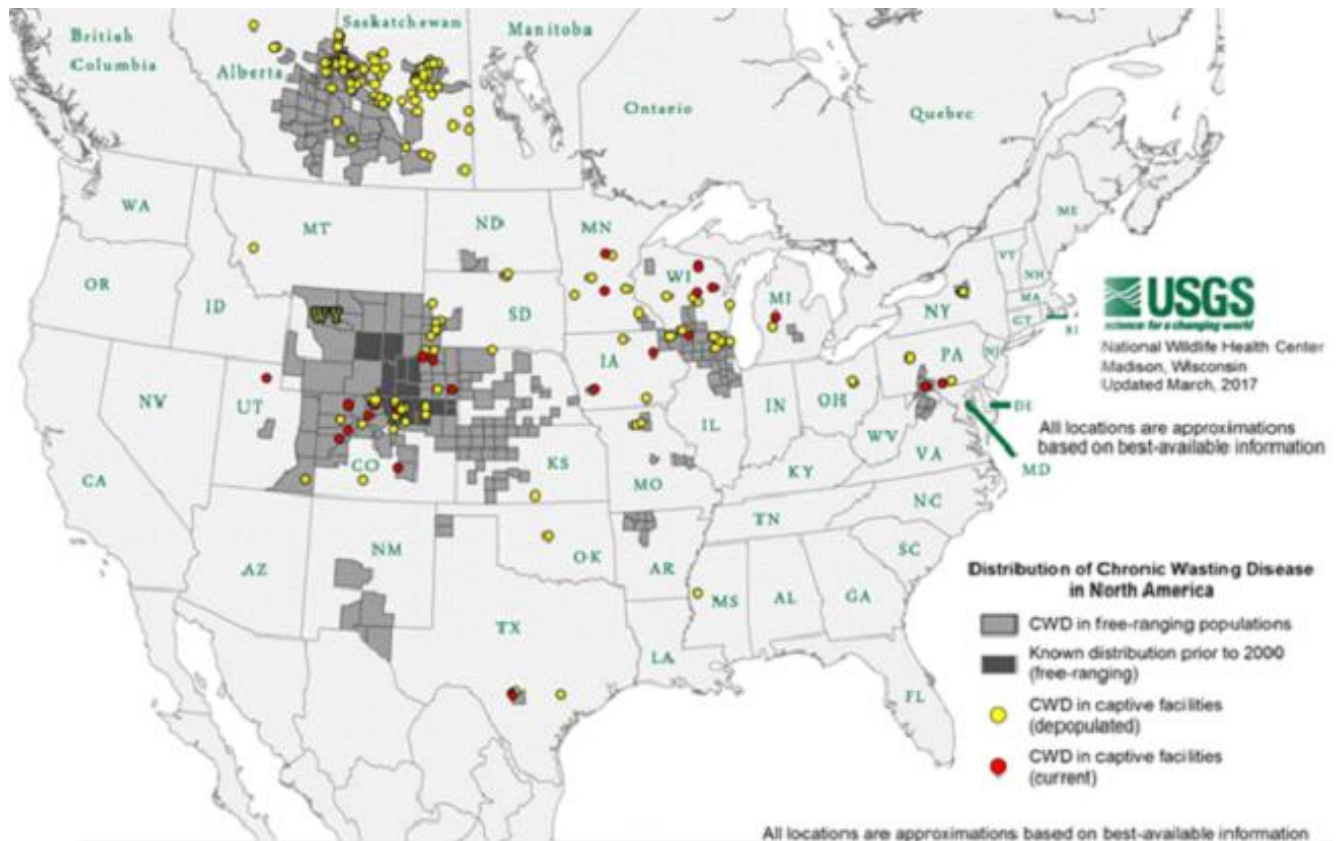 British
Columbia
Alberta
Saskatchewan
Manitoba
Ontario
Quebec
WA
MT
ND
MN
ME
VT
NH
OR
ID
WY
SD
WI
MI
NY
MA
CT
RI
NV
UT
IA
PA
NJ
CA
CO
KS
MO
IL
IN
OH
WV
VA
DE
MD
KY
AZ
NM
OK
AR
TN
NC
SC
TX
LA
MS
AL
GA
FL
USGS
science for a changing world
National Wildlife Health Center
Madison, Wisconsin
Updated March, 2017
All locations are approximations
based on best-available information
Distribution of Chronic Wasting Disease
in North America
CWD in free-ranging populations
Known distribution prior to 2000
(free-ranging)
CWD in captive facilities
(depopulated)
CWD in captive facilities
(current)
All locations are approximations based on best-available information